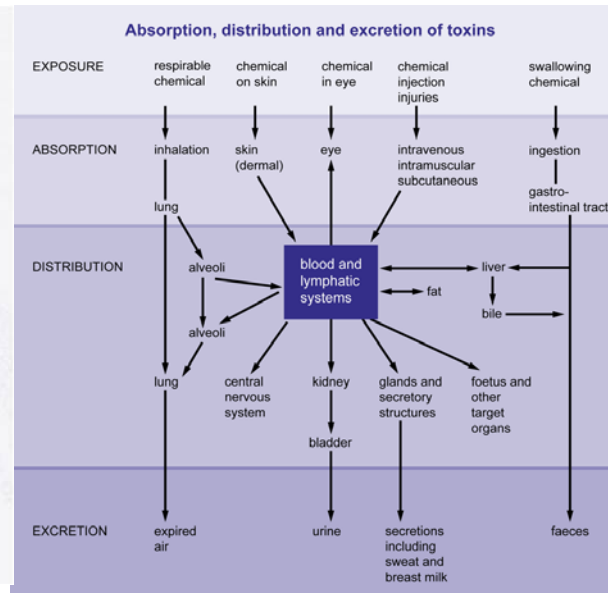 Absorption, distribution and excretion of toxins
EXPOSURE
respirable
chemical
chemical
on skin
chemical
in eye
chemical
injection
injuries
swallowing
chemical
ABSORPTION
inhalation
skin
(dermal)
eye
intravenous
intramuscular
subcutaneous
ingestion
lung
gastro-
intestinal tract
DISTRIBUTION
alveoli
blood and
lymphatic
systems
liver
fat
bile
alveoli
lung
central
nervous
system
kidney
glands and
secretory
structures
foetus and
other
target
organs
bladder
EXCRETION
expired
air
urine
secretions
including
sweat and
breast milk
faeces